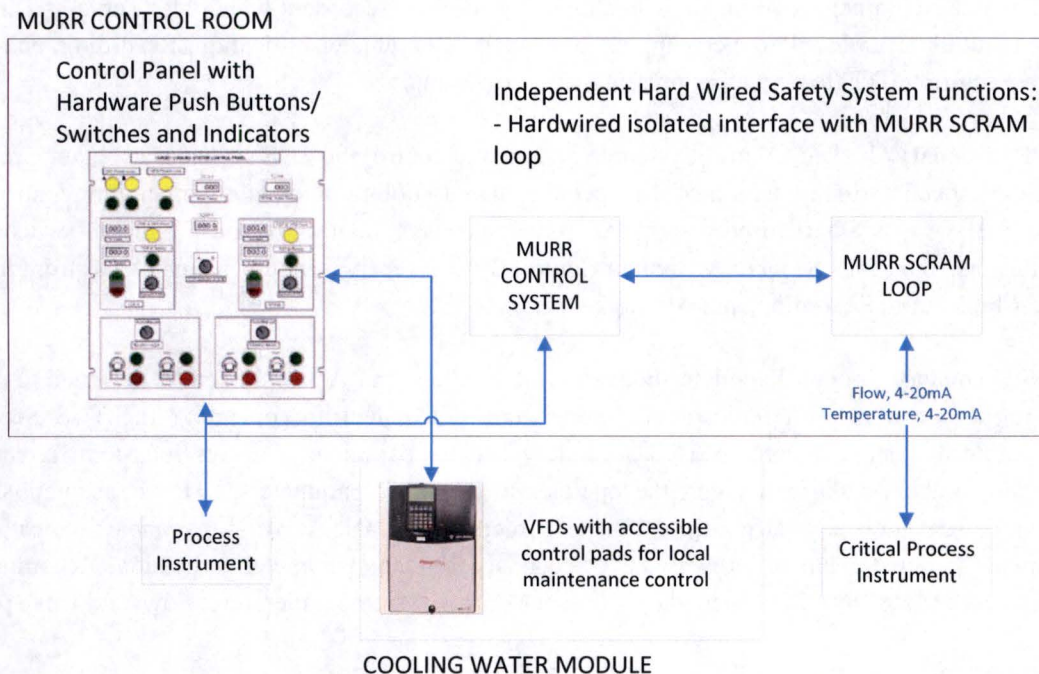 MURR CONTROL ROOM
Control Panel with
Hardware Push Buttons/
Switches and Indicators
Independent Hard Wired Safety System Functions:
- Hardwired isolated interface with MURR SCRAM
loop
MURR
CONTROL
SYSTEM
MURR SCRAM
LOOP
Flow, 4-20mA
Temperature, 4-20mA
Process
Instrument
VFDs with accessible
control pads for local
maintenance control
Critical Process
Instrument
COOLING WATER MODULE